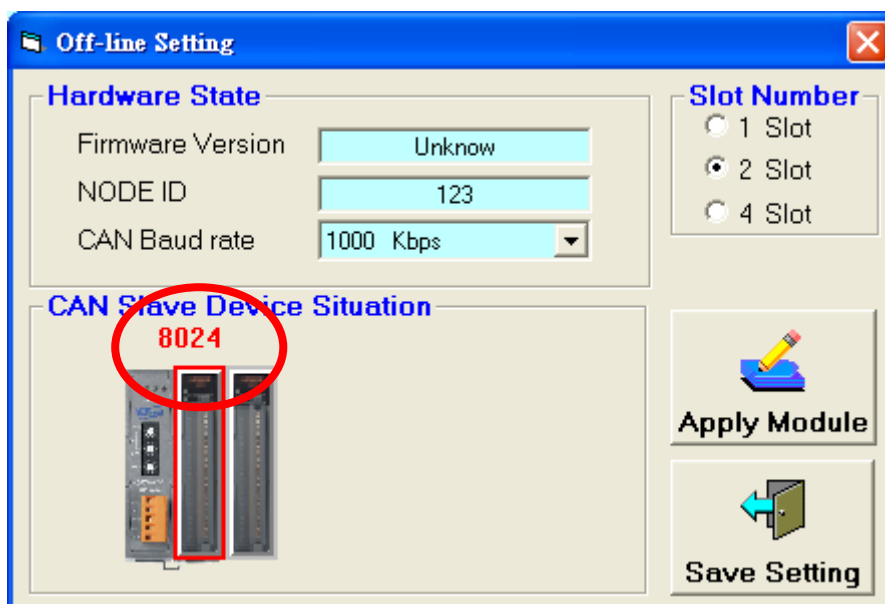 Off-line Setting
Hardware State
Firmware Version
Unknow
NODE ID
123
CAN Baud rate
1000 Kbps
Slot Number
1 Slot
2 Slot
4 Slot
CAN Slave Device Situation
8024
Apply Module
Save Setting